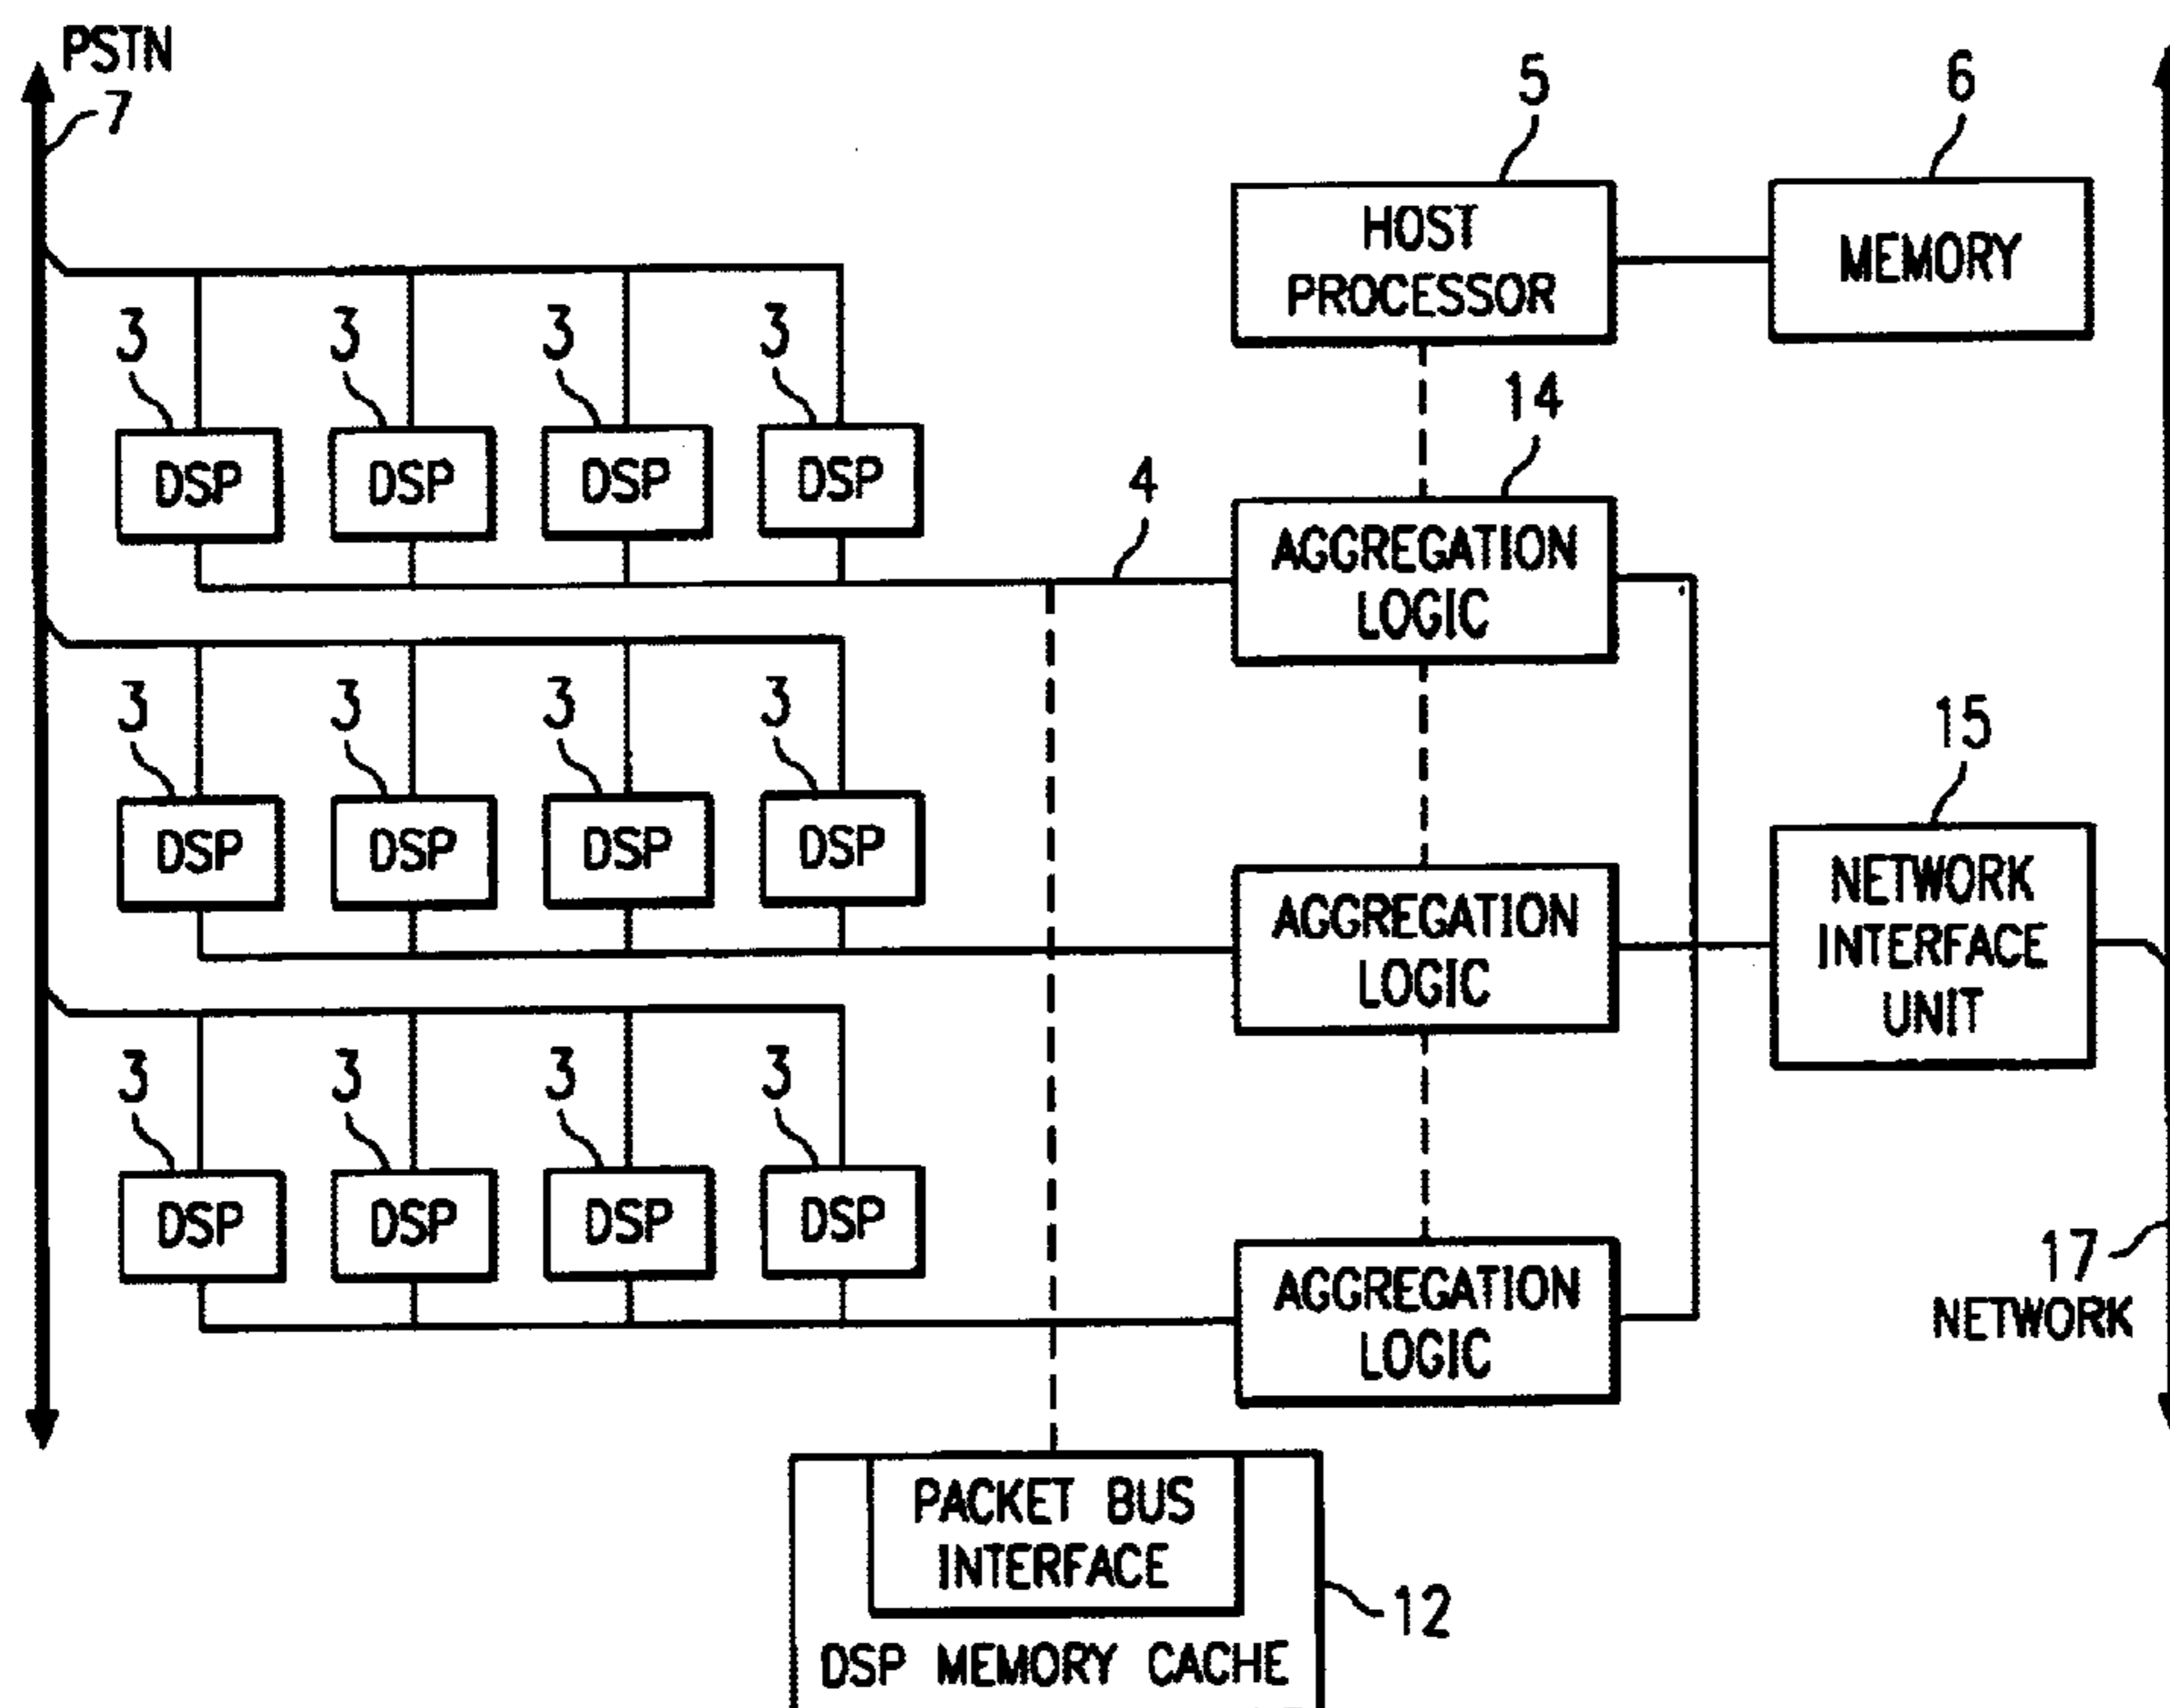 PSTN
7
5
6
HOST
PROCESSOR
MEMORY
3 3 3 3
14
DSP DSP DSP DSP
4
AGGREGATION
LOGIC
3 3 3 3
15
DSP DSP DSP DSP
AGGREGATION
LOGIC
NETWORK
INTERFACE
UNIT
3 3 3 3
DSP DSP DSP DSP
17
NETWORK
AGGREGATION
LOGIC
PACKET BUS
INTERFACE
12
DSP MEMORY CACHE